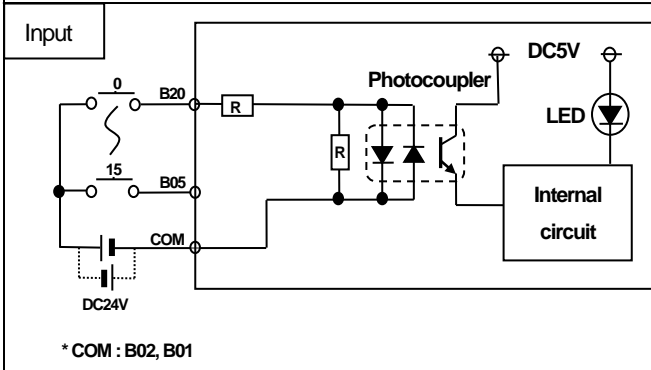 Input
DC5V
Photocoupler
0
B20
R
LED
R
15
B05
Internal
circuit
COM
DC24V
* COM : B02, B01